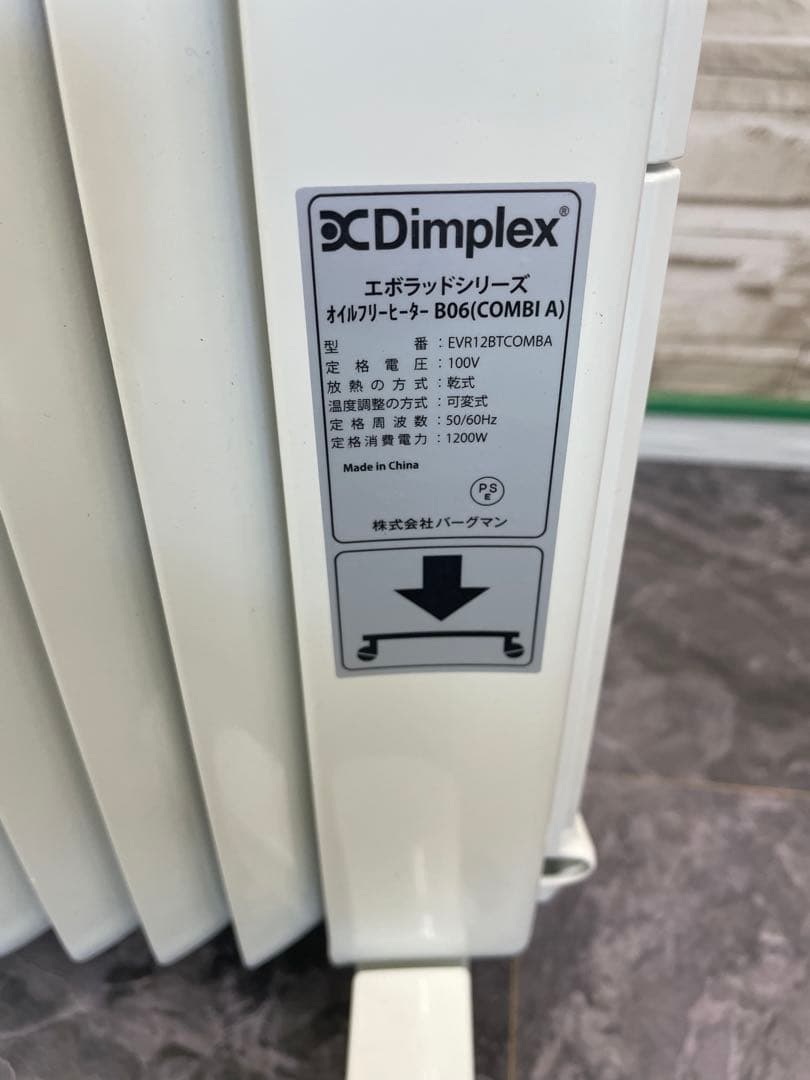 Dimplex®
エボラッドシリーズ
オイルフリーヒーター B06(COMBI A)
型番:EVR12BTCOMBA
定格電圧:100V
放熱の方式:乾式
温度調整の方式:可変式
定格周波数:50/60Hz
定格消費電力:1200W
Made in China
PS
E
株式会社バーグマン